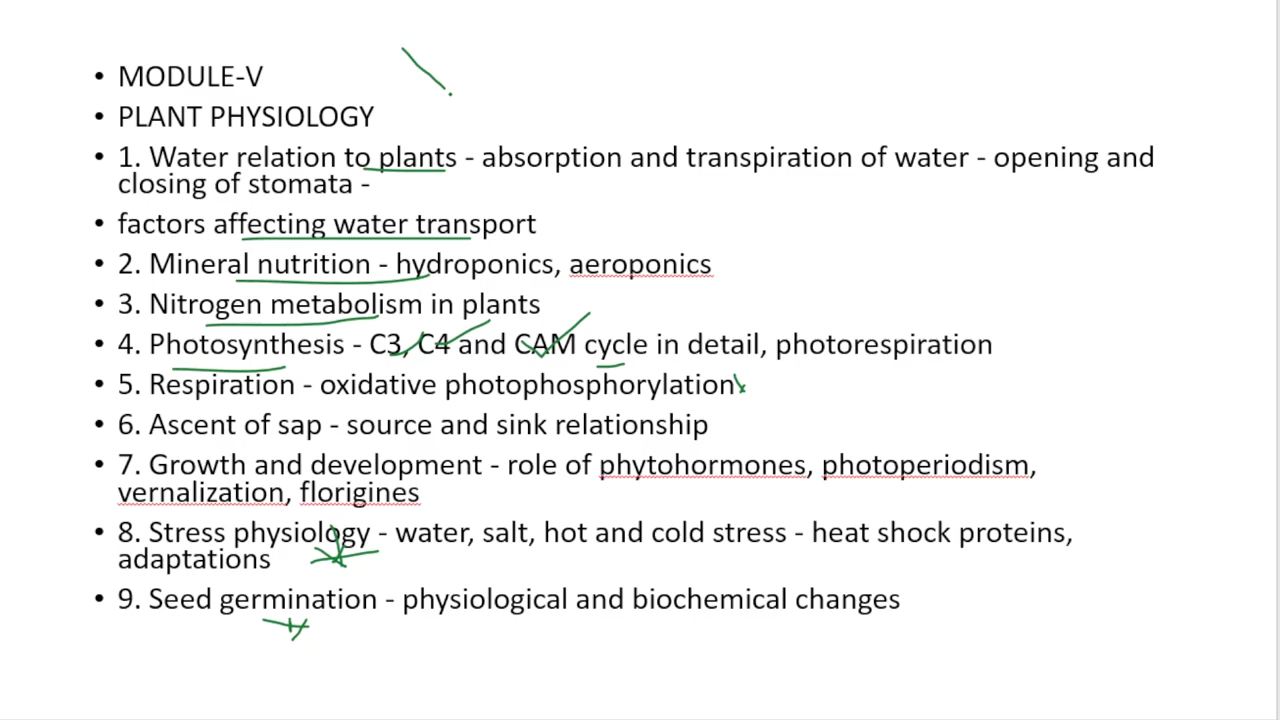 • MODULE-V
• PLANT PHYSIOLOGY
• 1. Water relation to plants - absorption and transpiration of water - opening and
closing of stomata -
• factors affecting water transport
• 2. Mineral nutrition - hydroponics, aeroponics
• 3. Nitrogen metabolism in plants
• 4. Photosynthesis - C3, C4 and CAM cycle in detail, photorespiration
• 5. Respiration - oxidative photophosphorylation
• 6. Ascent of sap - source and sink relationship
• 7. Growth and development - role of phytohormones, photoperiodism,
vernalization, florigines
• 8. Stress physiology - water, salt, hot and cold stress - heat shock proteins,
adaptations
• 9. Seed germination - physiological and biochemical changes